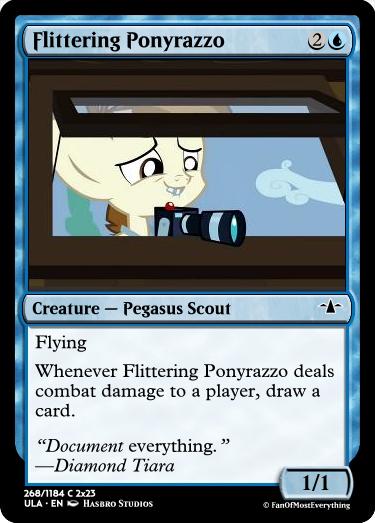 Flittering Ponyrazzo 2
Creature — Pegasus Scout
Flying
Whenever Flittering Ponyrazzo deals
combat damage to a player, draw a
card.
“Document everything.”
—Diamond Tiara
1/1
268/1184 C 2x23
ULA • EN Hasbro Studios
© FanOfMostEverything